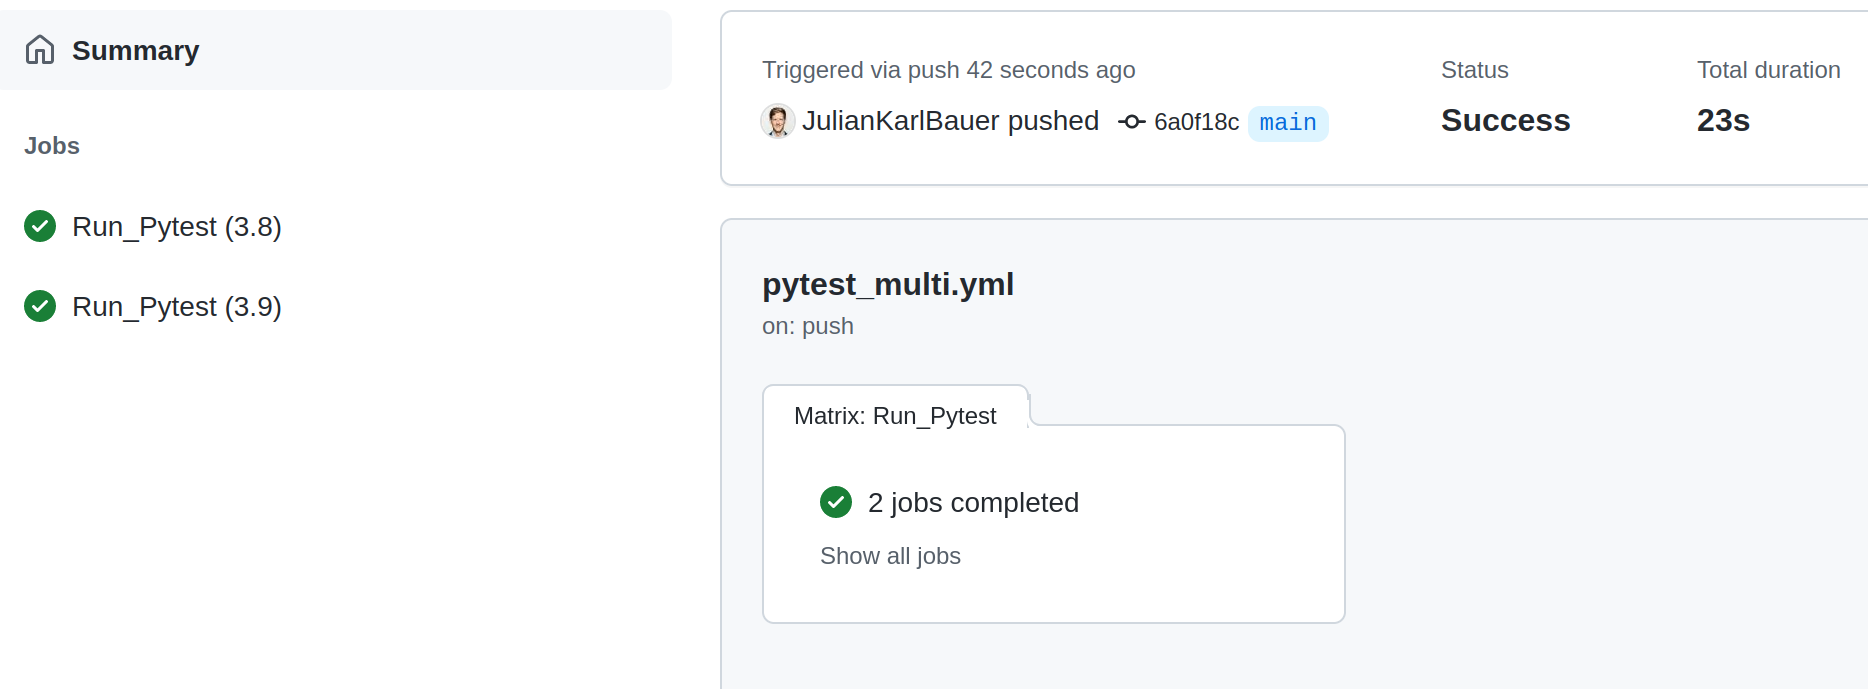 Summary
Jobs
Run_Pytest (3.8)
Run_Pytest (3.9)
Triggered via push 42 seconds ago
JulianKarlBauer pushed 6a0f18c main
Status
Success
Total duration
23s
pytest_multi.yml
on: push
Matrix: Run_Pytest
2 jobs completed
Show all jobs